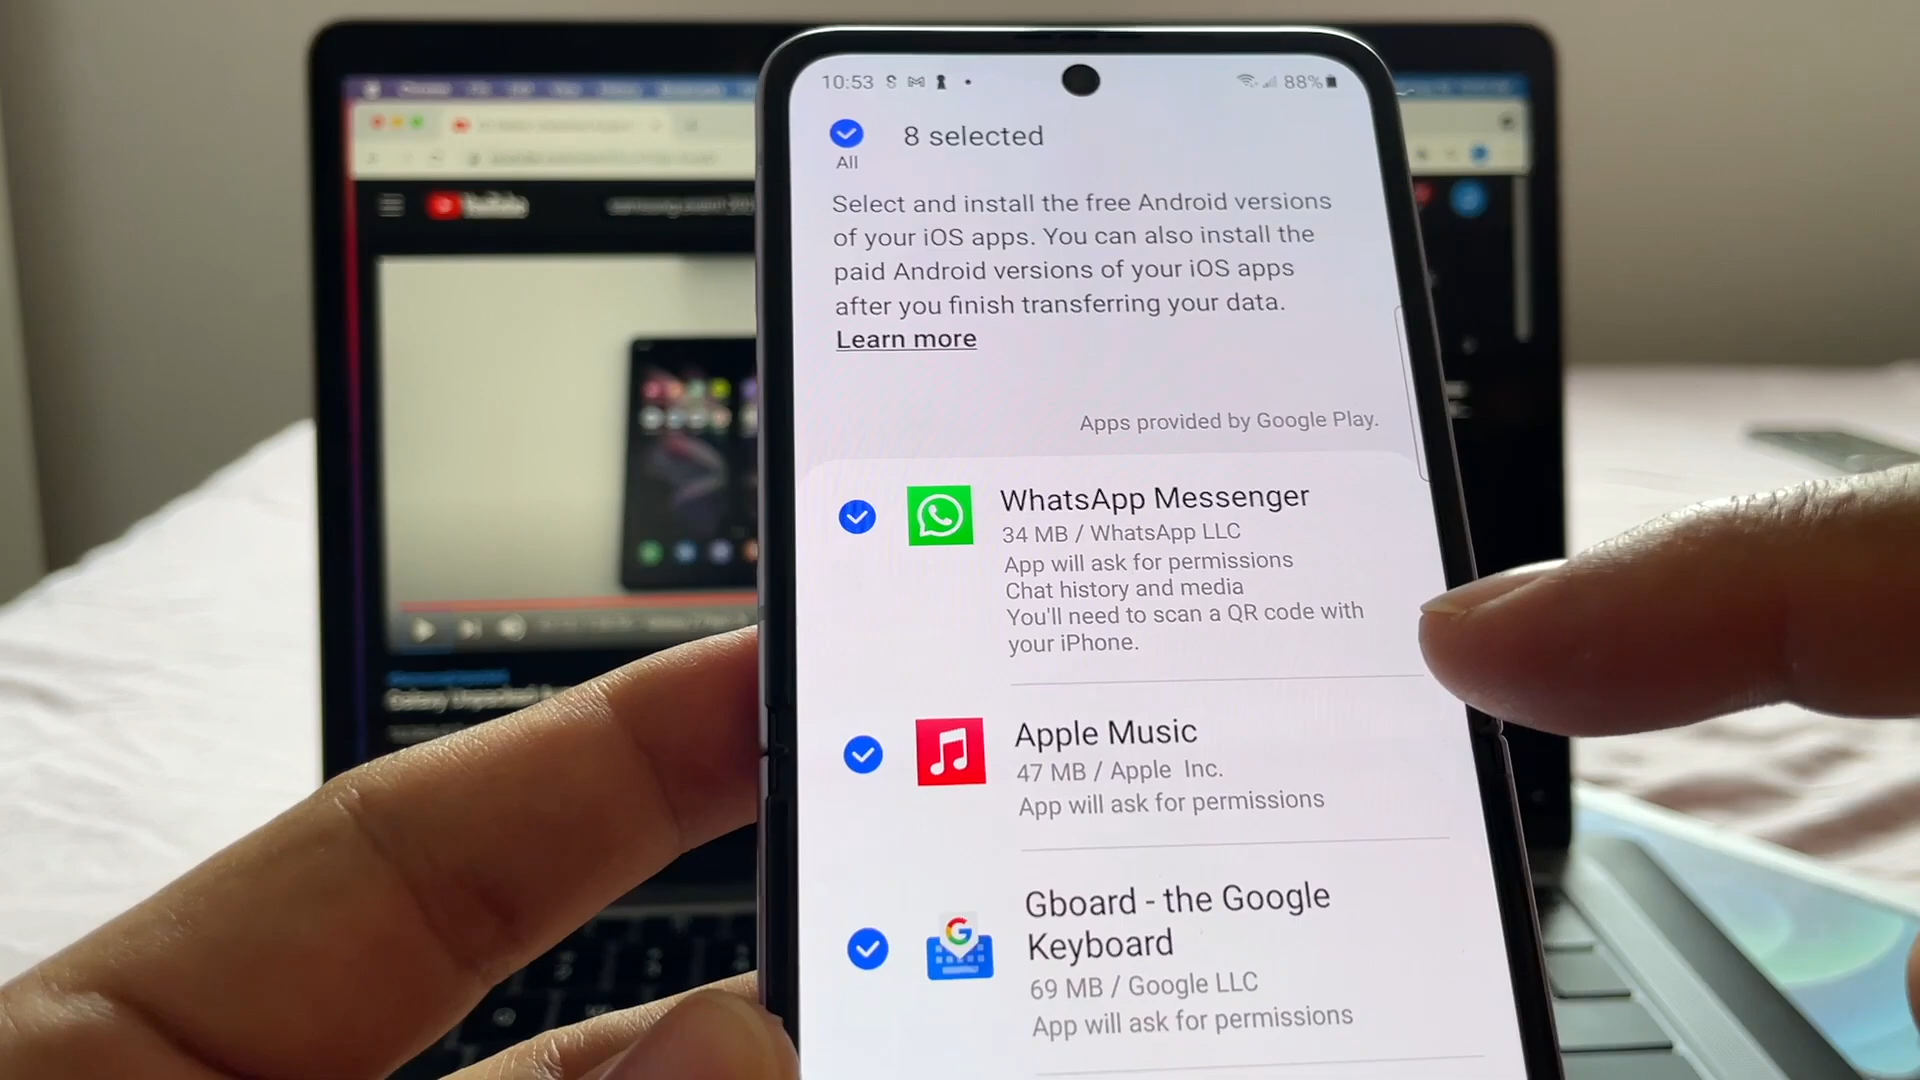 10:53
88%
8 selected
All
Select and install the free Android versions
of your iOS apps. You can also install the
paid Android versions of your iOS apps
after you finish transferring your data.
Learn more
Apps provided by Google Play.
WhatsApp Messenger
34 MB / WhatsApp LLC
App will ask for permissions
Chat history and media
You'll need to scan a QR code with
your iPhone.
Apple Music
47 MB / Apple Inc.
App will ask for permissions
Gboard - the Google
Keyboard
69 MB / Google LLC
App will ask for permissions
YouTube
Galaxy Unpacked